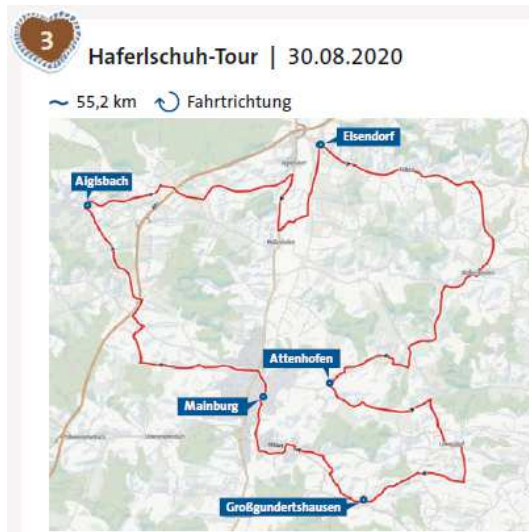 3
Haferlschuh-Tour | 30.08.2020
~ 55,2 km Fahrtrichtung
Elsendorf
Aiglsbach
Attenhofen
Mainburg
Großgundertshausen